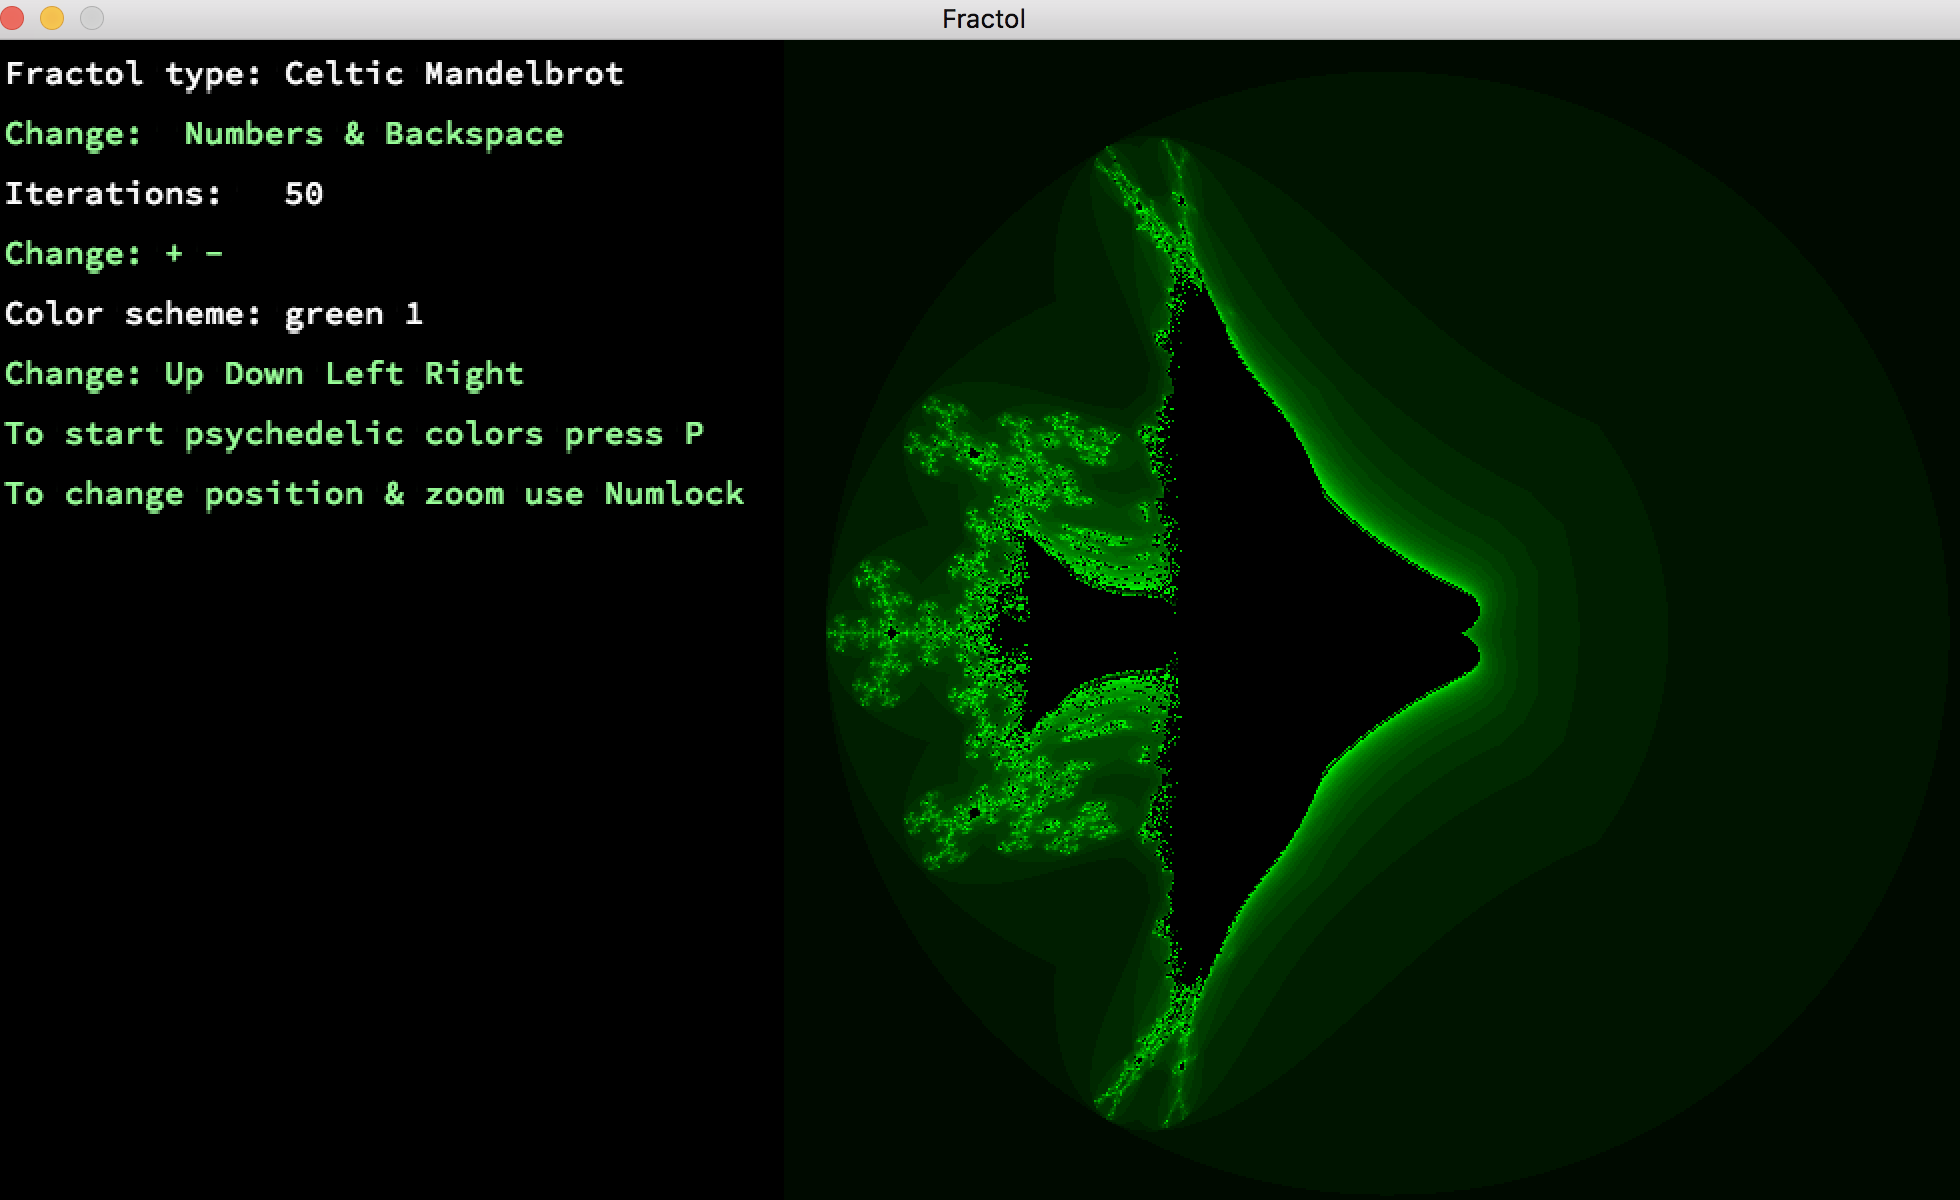 Fractol
Fractol type: Celtic Mandelbrot
Change:  Numbers & Backspace
Iterations:   50
Change: + -
Color scheme: green 1
Change: Up Down Left Right
To start psychedelic colors press P
To change position & zoom use Numlock